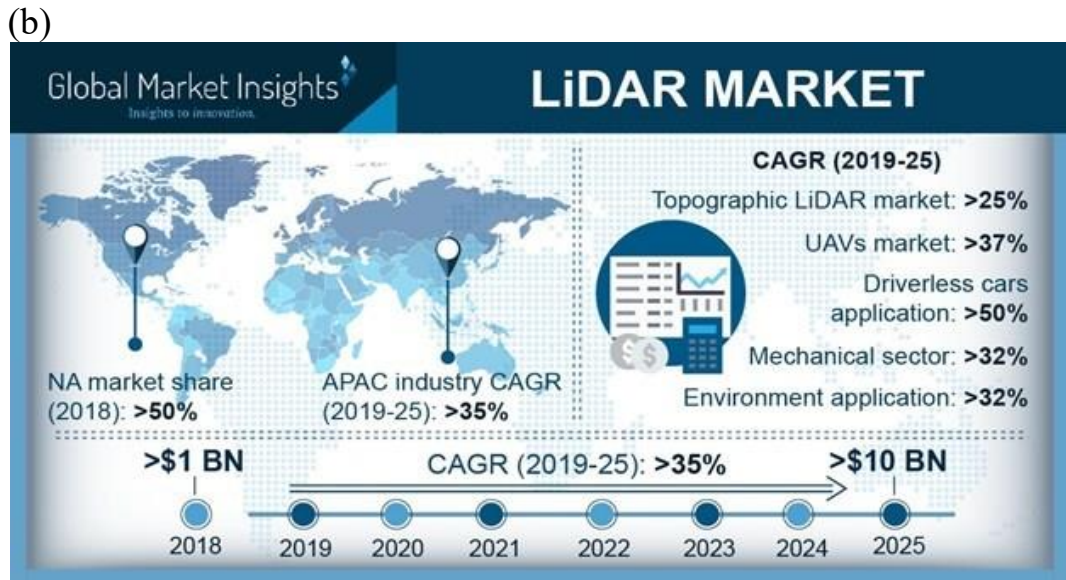 (b)
Global Market Insights
Insights to innovation.
LiDAR MARKET
NA market share
(2018): >50%
APAC industry CAGR
(2019-25): >35%
CAGR (2019-25)
Topographic LiDAR market: >25%
UAVs market: >37%
Driverless cars
application: >50%
Mechanical sector: >32%
Environment application: >32%
$ $
>$1 BN
CAGR (2019-25): >35%
>$10 BN
2018 2019 2020 2021 2022 2023 2024 2025